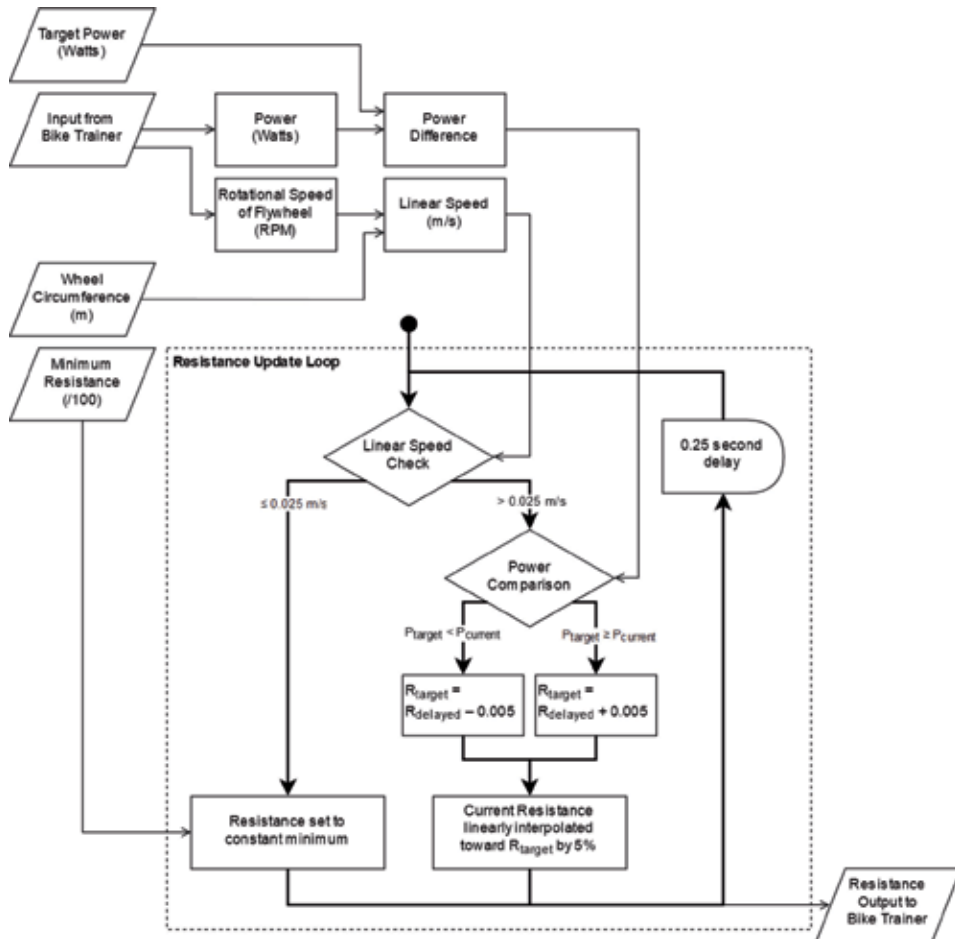 Target Power
(Watts)
Input from
Bike Trainer
Power
(Watts)
Power
Difference
Rotational Speed
of Flywheel
(RPM)
Linear Speed
(m/s)
Wheel
Circumference
(m)
Minimum
Resistance
(/100)
Resistance Update Loop
Linear Speed
Check
0.25 second
delay
≤ 0.025 m/s
> 0.025 m/s
Power
Comparison
Ptarget < Pcurrent
Ptarget ≥ Pcurrent
Rtarget =
Rdelayed – 0.005
Rtarget =
Rdelayed + 0.005
Resistance set to
constant minimum
Current Resistance
linearly interpolated
toward Rtarget by 5%
Resistance
Output to
Bike Trainer